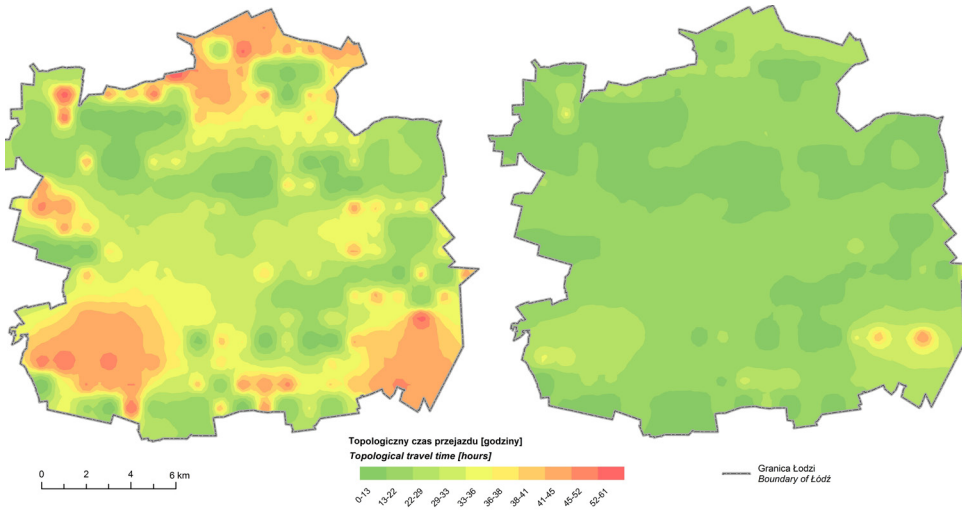 Topologiczny czas przejazdu [godziny]
Topological travel time [hours]
0 2 4 6 km
0-13 13-22 22-29 29-33 33-36 36-38 38-41 41-45 45-52 52-61
Granica Łodzi
Boundary of Łódź